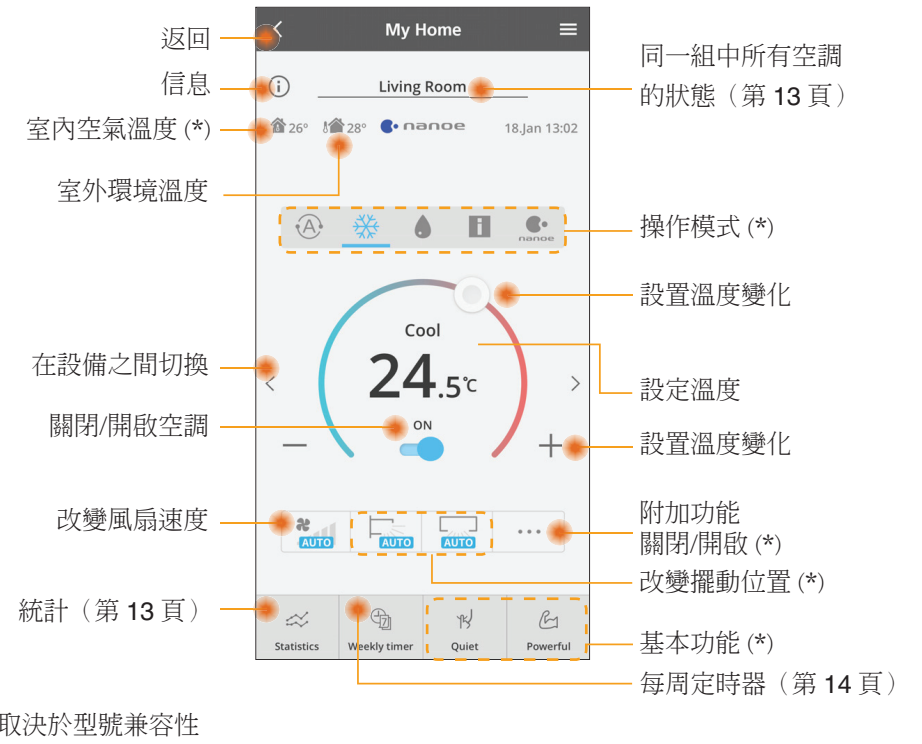 返回
信息
室內空氣溫度 (*)
室外環境溫度
在設備之間切換
關閉/開啟空調
改變風扇速度
統計（第 13 頁）
My Home
Living Room
26°
28°
nanoe
18.Jan 13:02
A
nanoe
Cool
24.5℃
ON
AUTO
AUTO
AUTO
Statistics
Weekly timer
Quiet
Powerful
7
同一組中所有空調
的狀態（第 13 頁）
操作模式 (*)
設置溫度變化
設定溫度
設置溫度變化
附加功能
關閉/開啟 (*)
改變擺動位置 (*)
基本功能 (*)
每周定時器（第 14 頁）
取決於型號兼容性